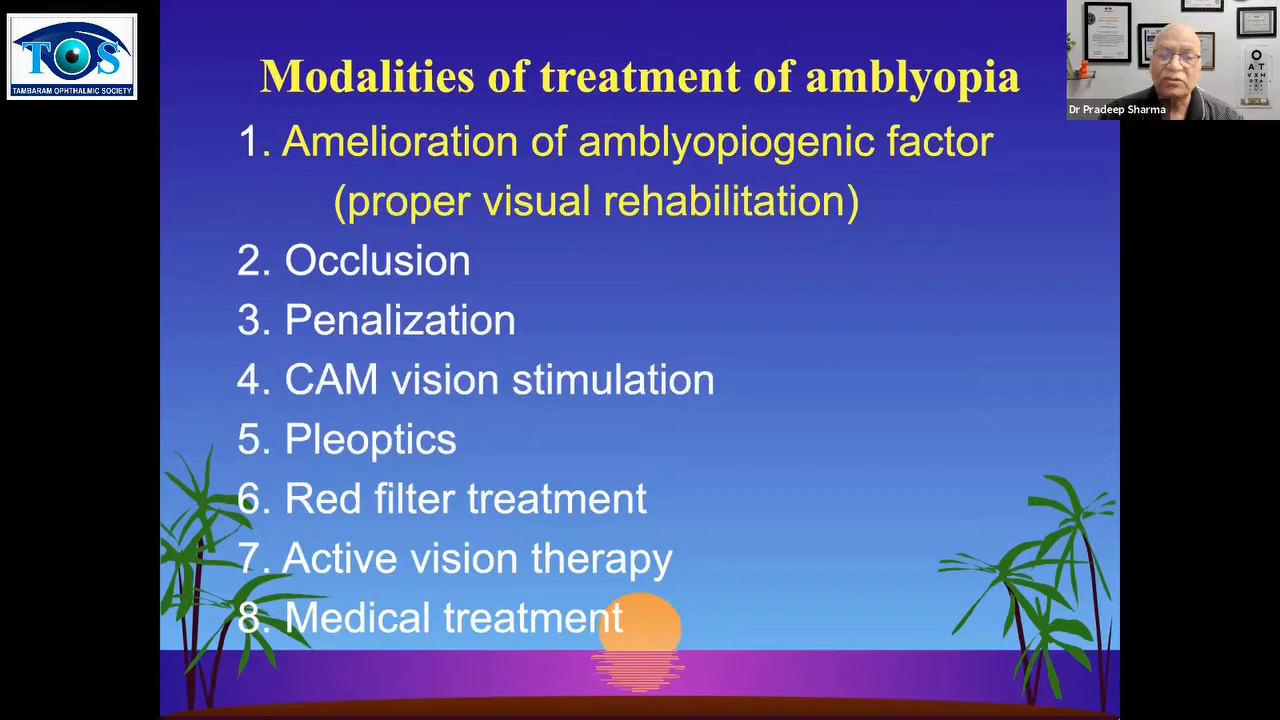 TOS
TAMBARAM OPHTHALMIC SOCIETY
Modalities of treatment of amblyopia
1. Amelioration of amblyopiogenic factor
(proper visual rehabilitation)
2. Occlusion
3. Penalization
4. CAM vision stimulation
5. Pleoptics
6. Red filter treatment
7. Active vision therapy
8. Medical treatment
Dr Pradeep Sharma